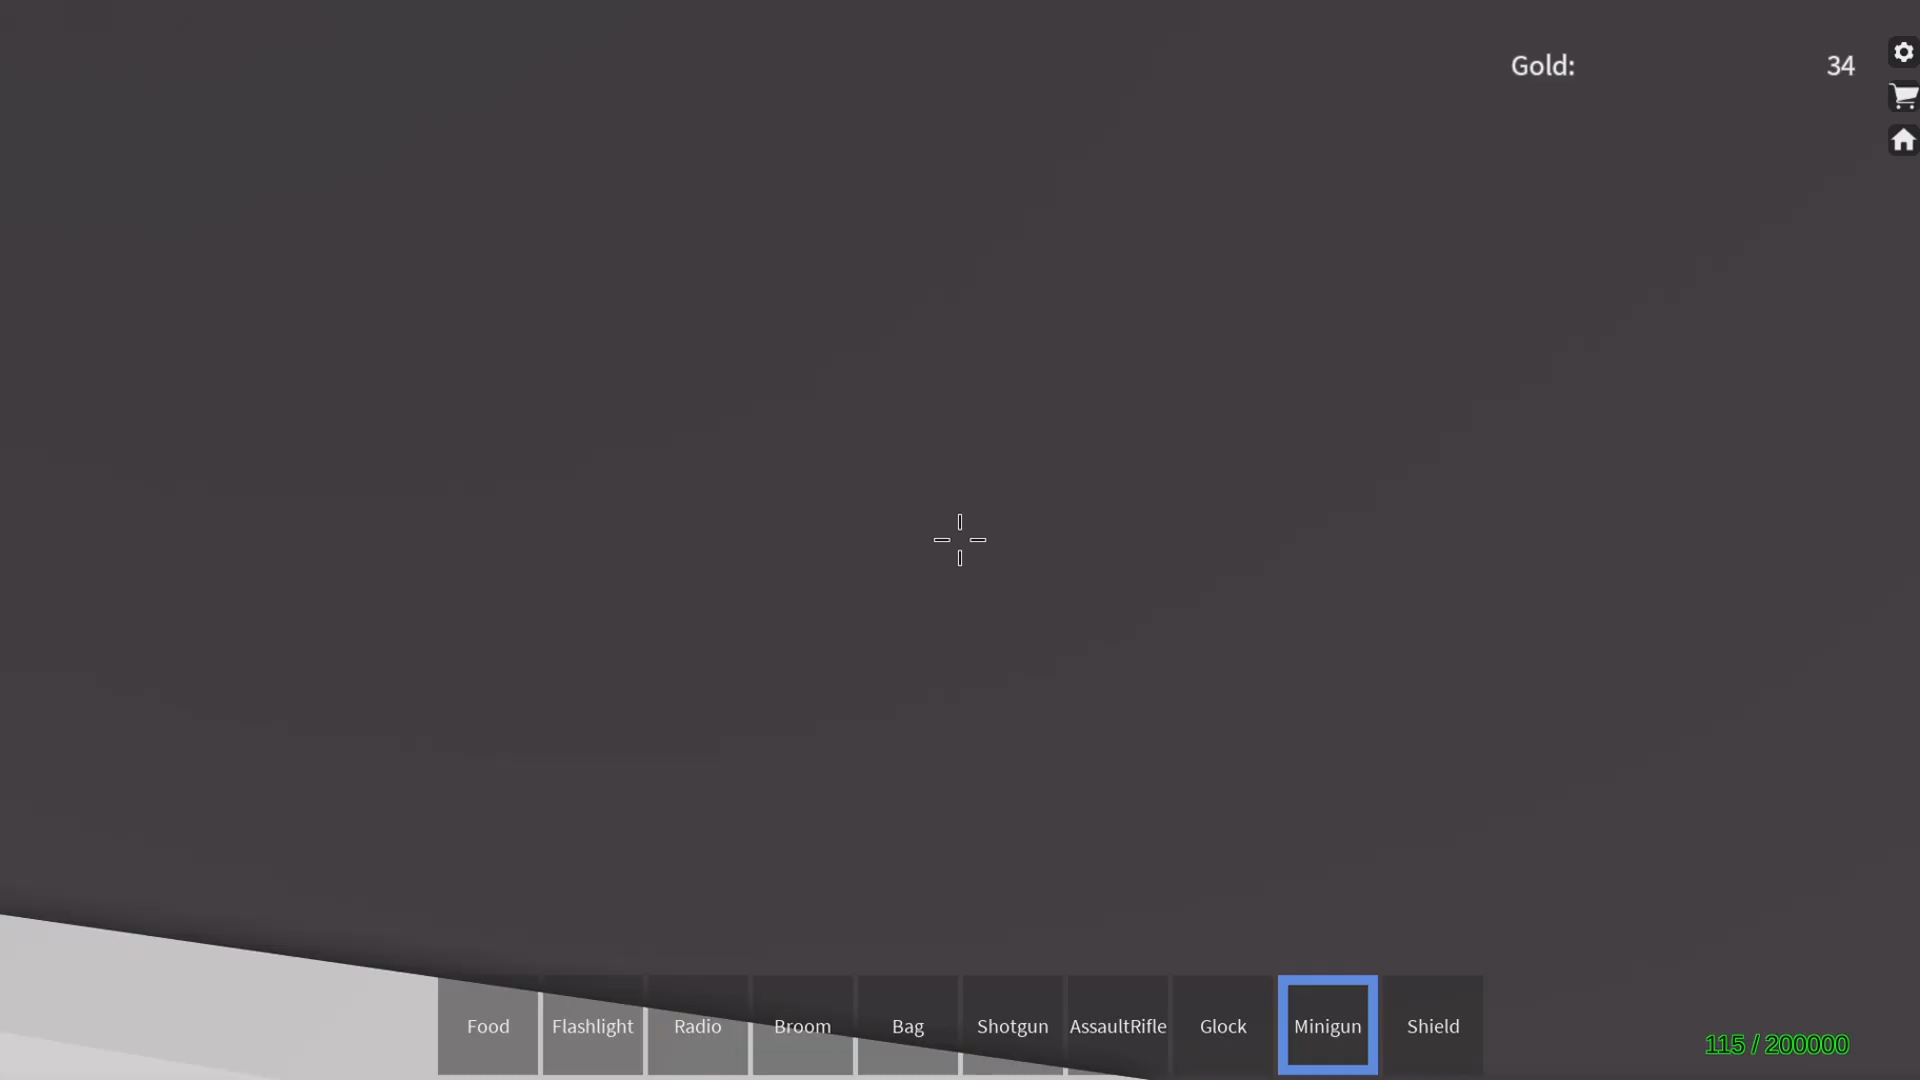 Gold: 34
Food Flashlight Radio Broom Bag Shotgun AssaultRifle Glock Minigun Shield
115 / 200000